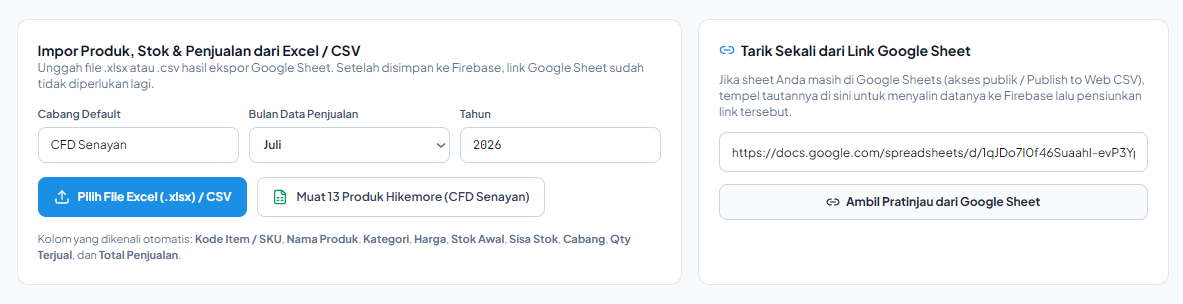 Impor Produk, Stok & Penjualan dari Excel / CSV
Unggah file .xlsx atau .csv hasil ekspor Google Sheet. Setelah disimpan ke Firebase, link Google Sheet sudah
tidak diperlukan lagi.
Cabang Default
Bulan Data Penjualan
Tahun
CFD Senayan
Juli
2026
Pilih File Excel (.xlsx) / CSV
Muat 13 Produk Hikemore (CFD Senayan)
Kolom yang dikenali otomatis: Kode Item / SKU, Nama Produk, Kategori, Harga, Stok Awal, Sisa Stok, Cabang, Qty
Terjual, dan Total Penjualan.
Tarik Sekali dari Link Google Sheet
Jika sheet Anda masih di Google Sheets (akses publik / Publish to Web CSV),
tempel tautannya di sini untuk menyalin datanya ke Firebase lalu pensiunkan
link tersebut.
https://docs.google.com/spreadsheets/d/1qJDo7I0f46SuaahI-evP3Y
Ambil Pratinjau dari Google Sheet